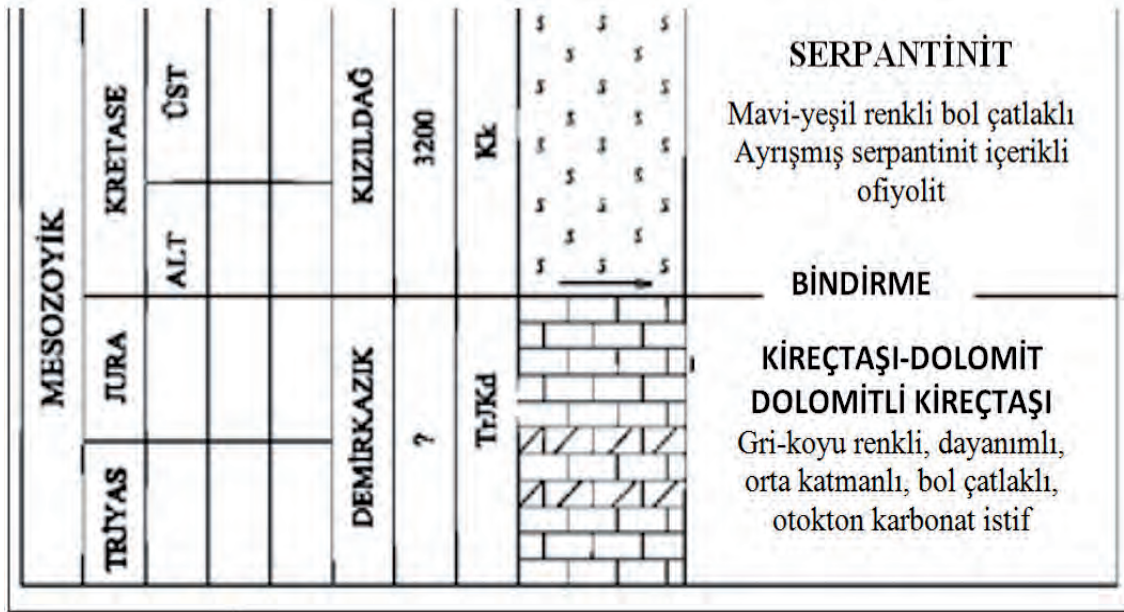 MESOZOYİK
KRETASE
ÜST
ALT
KIZILDAĞ
3200
Kk
SERPANTİNİT
Mavi-yeşil renkli bol çatlaklı
Ayrışmış serpantinit içerikli
ofiyolit
BİNDİRME
JURA
TRİYAS
DEMİRKAZIK
?
TrJKd
KİREÇTAŞI-DOLOMİT
DOLOMİTLİ KİREÇTAŞI
Gri-koyu renkli, dayanımlı,
orta katmanlı, bol çatlaklı,
otokton karbonat istif
s s s
s s
s s s
s s
s s s
s s
s s s
s s
s s s